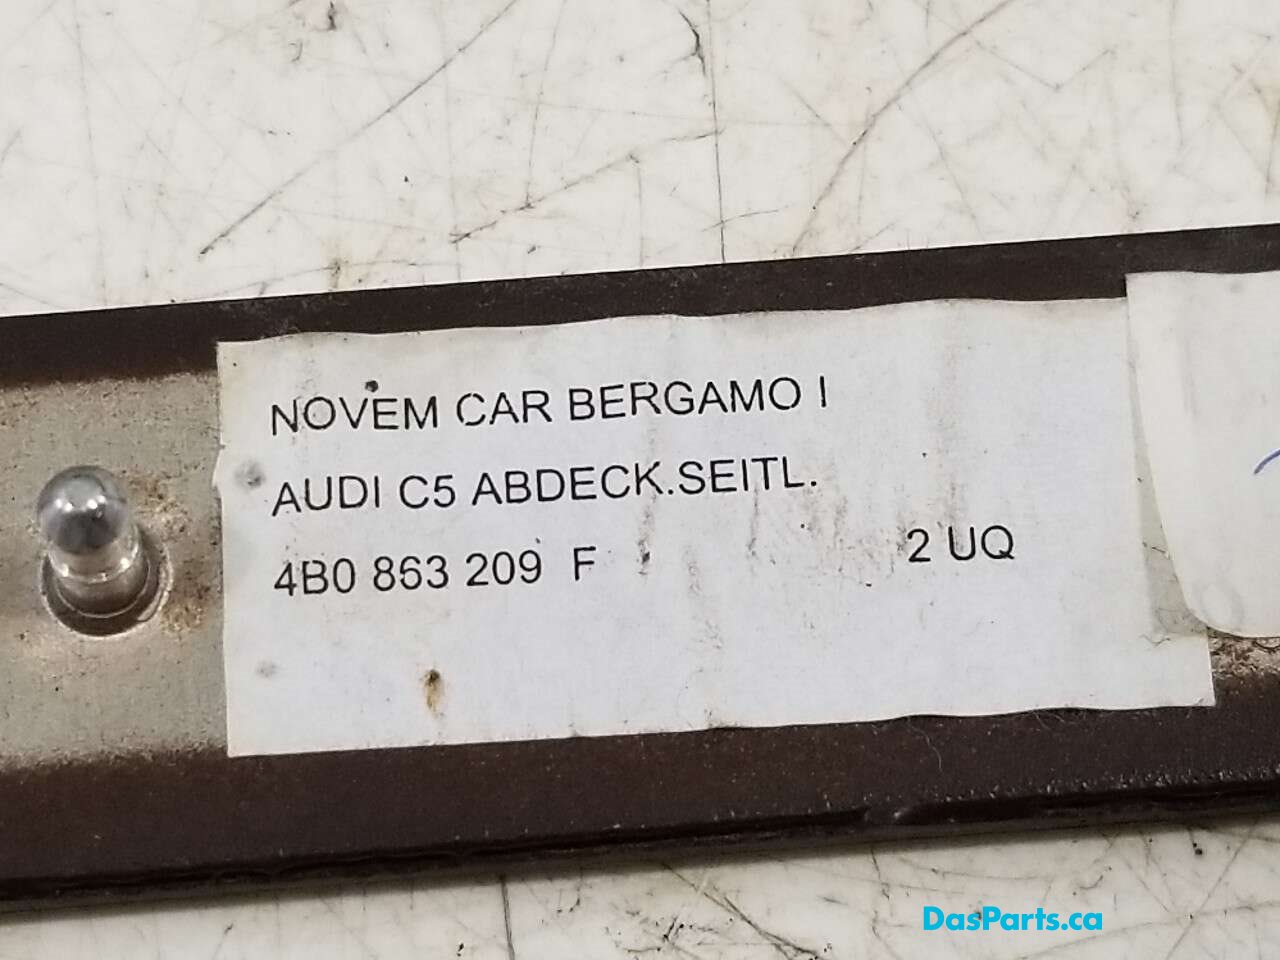 NOVEM CAR BERGAMO I
AUDI C5 ABDECK.SEITL.
4B0 863 209 F 2 UQ
DasParts.ca